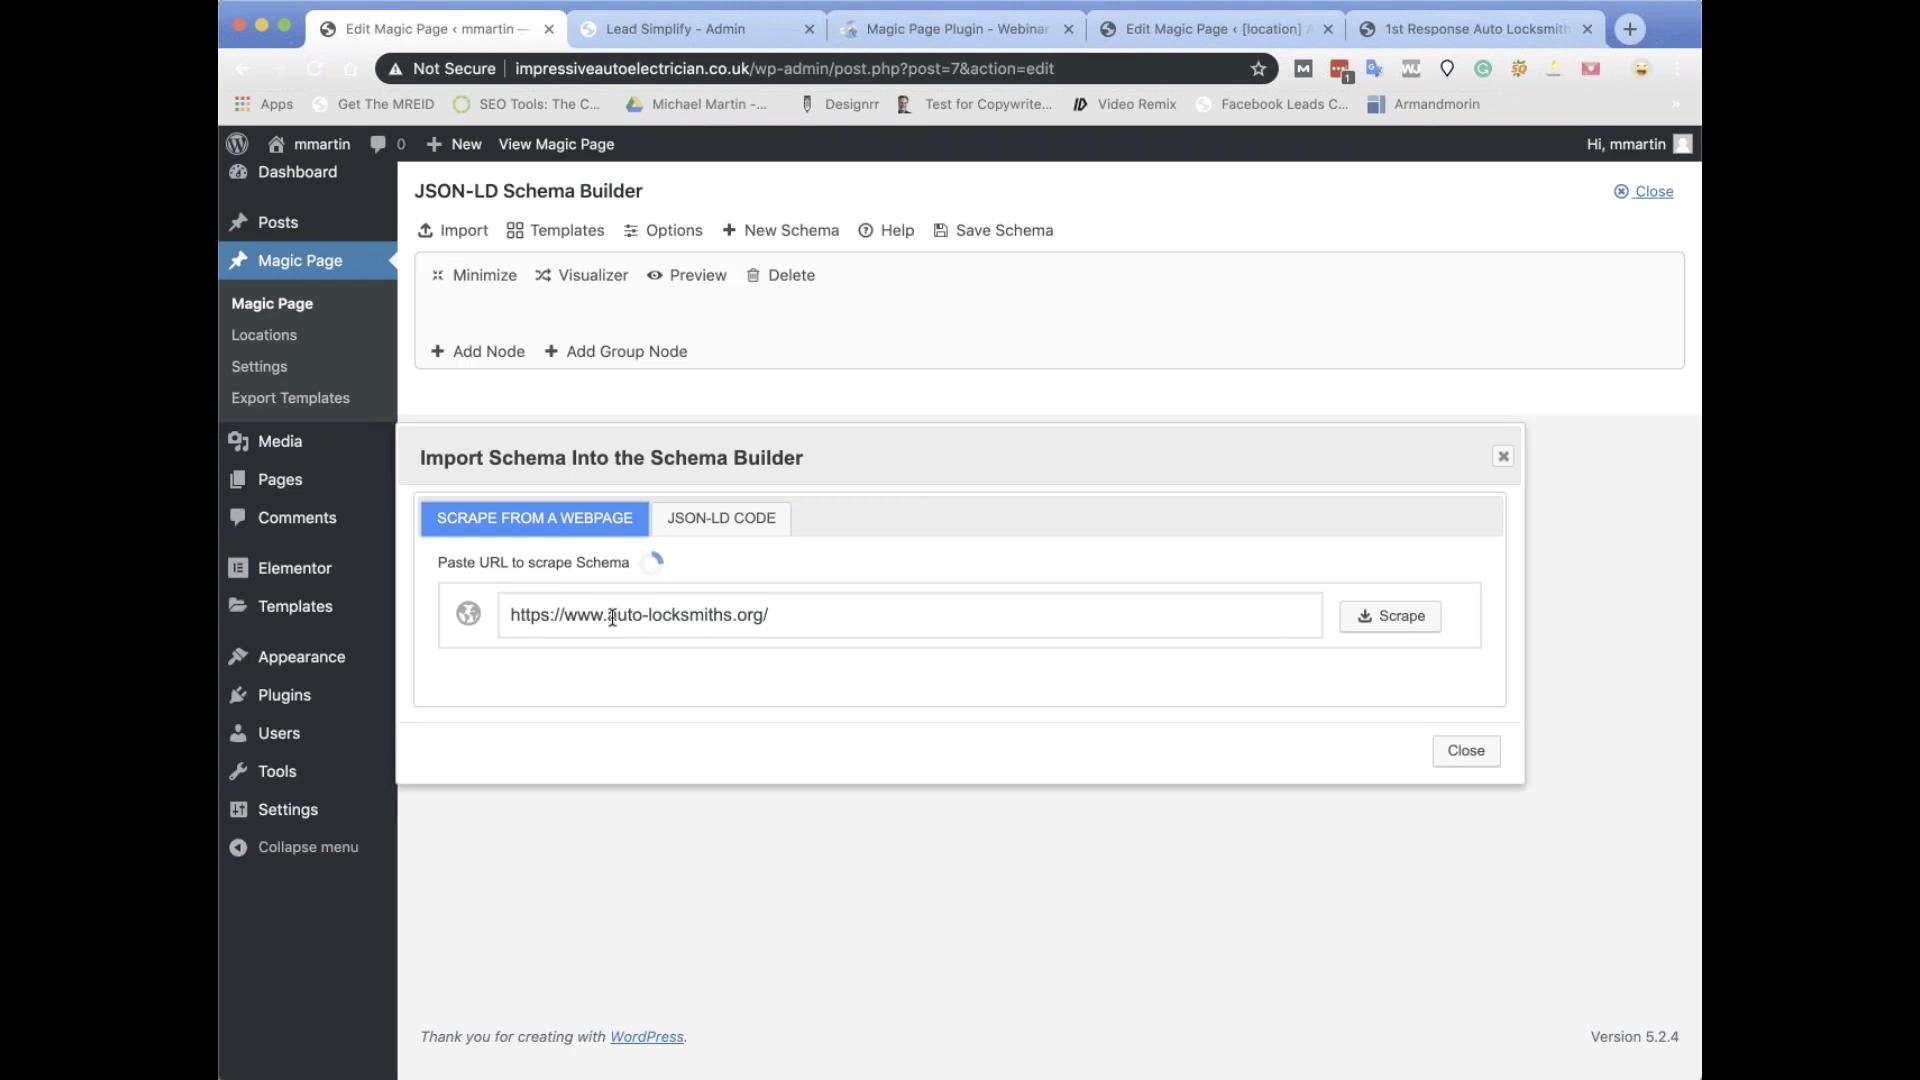 Edit Magic Page ‹ mmartin —
Lead Simplify - Admin
Magic Page Plugin - Webinar
Edit Magic Page ‹ [location]
1st Response Auto Locksmith
Not Secure
impressiveautoelectrician.co.uk/wp-admin/post.php?post=7&action=edit
Apps
Get The MREID
SEO Tools: The C...
Michael Martin -...
Designrr
Test for Copywrite...
Video Remix
Facebook Leads C...
Armandmorin
mmartin
0
New
View Magic Page
Hi, mmartin
Dashboard
Posts
Magic Page
Magic Page
Locations
Settings
Export Templates
Media
Pages
Comments
Elementor
Templates
Appearance
Plugins
Users
Tools
Settings
Collapse menu
JSON-LD Schema Builder
Close
Import
Templates
Options
New Schema
Help
Save Schema
Minimize
Visualizer
Preview
Delete
Add Node
Add Group Node
Import Schema Into the Schema Builder
SCRAPE FROM A WEBPAGE
JSON-LD CODE
Paste URL to scrape Schema
https://www.auto-locksmiths.org/
Scrape
Close
Thank you for creating with WordPress.
Version 5.2.4